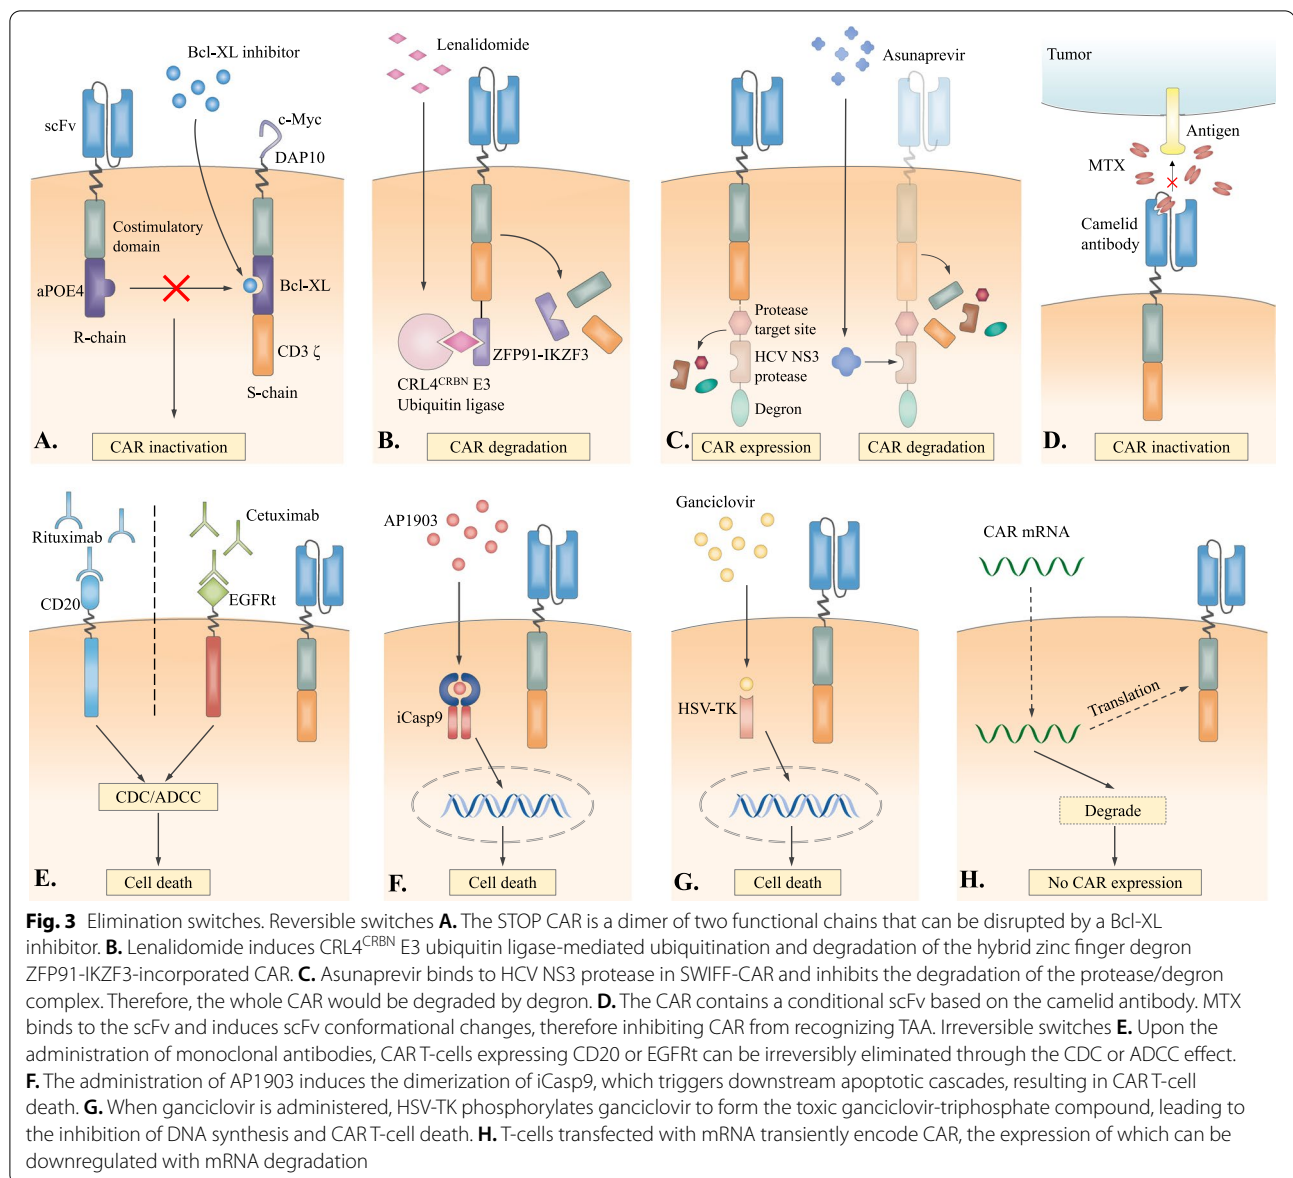 Bcl-XL inhibitor
scFv
c-Myc
DAP10
Costimulatory
domain
aPOE4
Bcl-XL
R-chain
CD3 ζ
S-chain
A.
CAR inactivation
Lenalidomide
ZFP91-IKZF3
CRL4CRBN E3
Ubiquitin ligase
B.
CAR degradation
Asunaprevir
Protease
target site
HCV NS3
protease
Degron
C.
CAR expression
CAR degradation
Tumor
Antigen
MTX
Camelid
antibody
D.
CAR inactivation
Rituximab
Cetuximab
CD20
EGFRt
CDC/ADCC
E.
Cell death
AP1903
iCasp9
F.
Cell death
Ganciclovir
HSV-TK
G.
Cell death
CAR mRNA
Translation
Degrade
H.
No CAR expression
Fig. 3 Elimination switches. Reversible switches A. The STOP CAR is a dimer of two functional chains that can be disrupted by a Bcl-XL
inhibitor. B. Lenalidomide induces CRL4CRBN E3 ubiquitin ligase-mediated ubiquitination and degradation of the hybrid zinc finger degron
ZFP91-IKZF3-incorporated CAR. C. Asunaprevir binds to HCV NS3 protease in SWIFF-CAR and inhibits the degradation of the protease/degron
complex. Therefore, the whole CAR would be degraded by degron. D. The CAR contains a conditional scFv based on the camelid antibody. MTX
binds to the scFv and induces scFv conformational changes, therefore inhibiting CAR from recognizing TAA. Irreversible switches E. Upon the
administration of monoclonal antibodies, CAR T-cells expressing CD20 or EGFRt can be irreversibly eliminated through the CDC or ADCC effect.
F. The administration of AP1903 induces the dimerization of iCasp9, which triggers downstream apoptotic cascades, resulting in CAR T-cell
death. G. When ganciclovir is administered, HSV-TK phosphorylates ganciclovir to form the toxic ganciclovir-triphosphate compound, leading to
the inhibition of DNA synthesis and CAR T-cell death. H. T-cells transfected with mRNA transiently encode CAR, the expression of which can be
downregulated with mRNA degradation